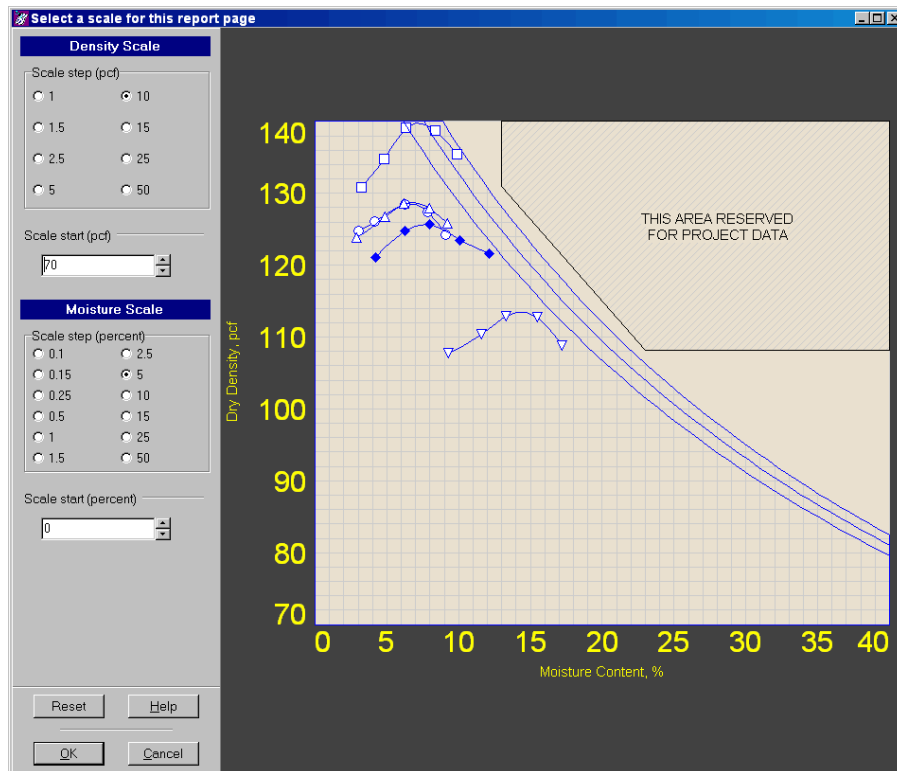 Select a scale for this report page
Density Scale
Scale step (pcf)
1
10
1.5
15
2.5
25
5
50
Scale start (pcf)
70
Moisture Scale
Scale step (percent)
0.1
2.5
0.15
5
0.25
10
0.5
15
1
25
1.5
50
Scale start (percent)
0
Reset
Help
OK
Cancel
140
130
120
110
100
90
80
70
Dry Density, pcf
THIS AREA RESERVED
FOR PROJECT DATA
0 5 10 15 20 25 30 35 40
Moisture Content, %